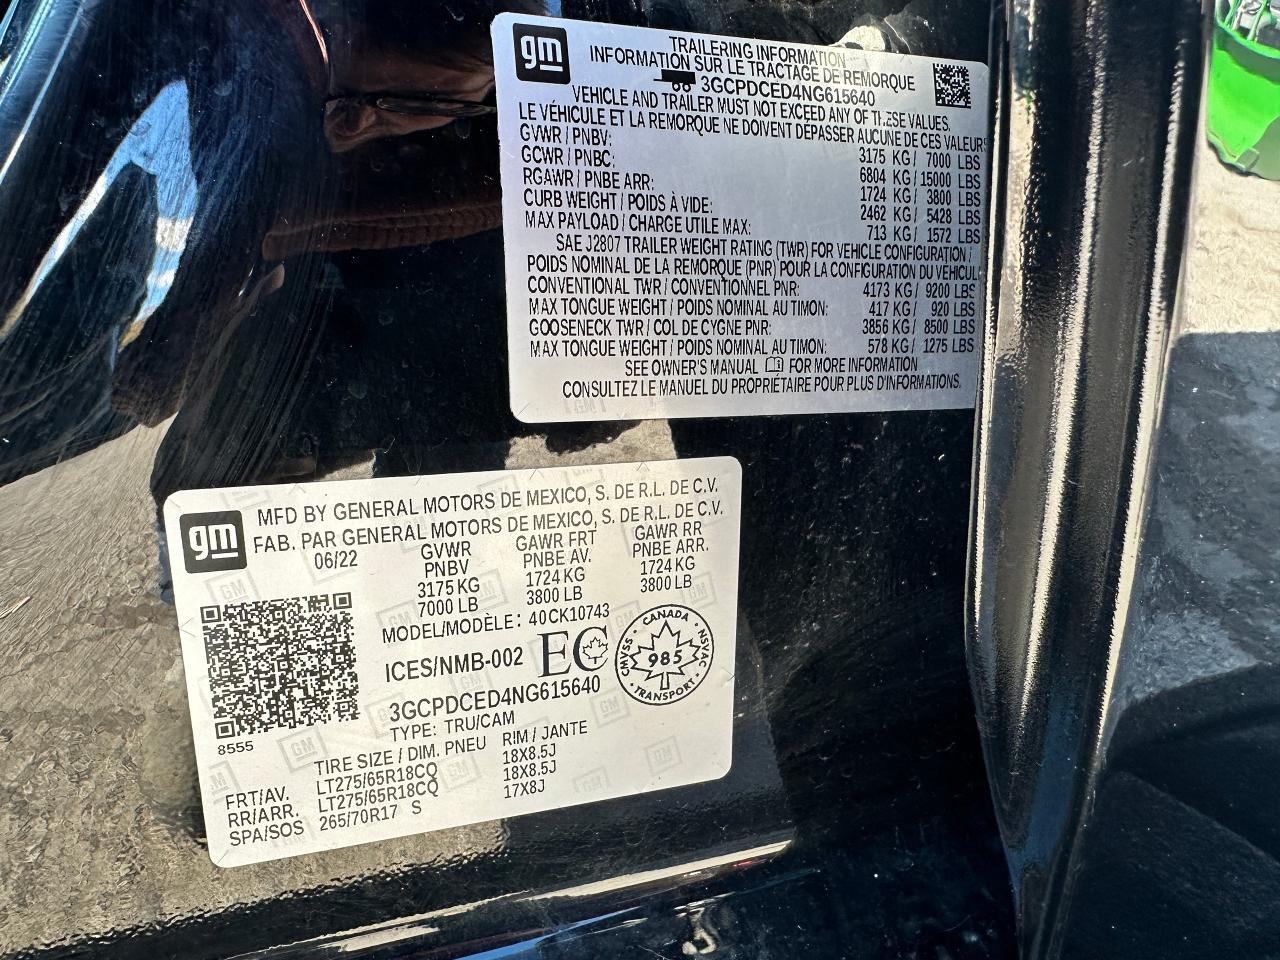 gm
TRAILERING INFORMATION
INFORMATION SUR LE TRACTAGE DE REMORQUE
3GCPDCED4NG615640
VEHICLE AND TRAILER MUST NOT EXCEED ANY OF THESE VALUES.
LE VÉHICULE ET LA REMORQUE NE DOIVENT DÉPASSER AUCUNE DE CES VALEURS
GVWR / PNBV: 3175 KG / 7000 LBS
GCWR / PNBC: 6804 KG / 15000 LBS
RGAWR / PNBE ARR: 1724 KG / 3800 LBS
CURB WEIGHT / POIDS À VIDE: 2462 KG / 5428 LBS
MAX PAYLOAD / CHARGE UTILE MAX: 713 KG / 1572 LBS
SAE J2807 TRAILER WEIGHT RATING (TWR) FOR VEHICLE CONFIGURATION /
POIDS NOMINAL DE LA REMORQUE (PNR) POUR LA CONFIGURATION DU VEHICUL
CONVENTIONAL TWR / CONVENTIONNEL PNR: 4173 KG / 9200 LBS
MAX TONGUE WEIGHT / POIDS NOMINAL AU TIMON: 417 KG / 920 LBS
GOOSENECK TWR / COL DE CYGNE PNR: 3856 KG / 8500 LBS
MAX TONGUE WEIGHT / POIDS NOMINAL AU TIMON: 578 KG / 1275 LBS
SEE OWNER'S MANUAL FOR MORE INFORMATION
CONSULTEZ LE MANUEL DU PROPRIÉTAIRE POUR PLUS D'INFORMATIONS.
gm
MFD BY GENERAL MOTORS DE MEXICO, S. DE R.L. DE C.V.
FAB. PAR GENERAL MOTORS DE MEXICO, S. DE R.L. DE C.V.
06/22 GVWR GAWR FRT GAWR RR
PNBV PNBE AV. PNBE ARR.
3175 KG 1724 KG 1724 KG
7000 LB 3800 LB 3800 LB
MODEL/MODÈLE: 40CK10743
ICES/NMB-002 EC
CANADA
CMVSS 985 NSVAC
TRANSPORT
3GCPDCED4NG615640
TYPE: TRU/CAM
8555
TIRE SIZE / DIM. PNEU RIM / JANTE
FRT/AV. LT275/65R18CQ 18X8.5J
RR/ARR. LT275/65R18CQ 18X8.5J
SPA/SOS 265/70R17 S 17X8J